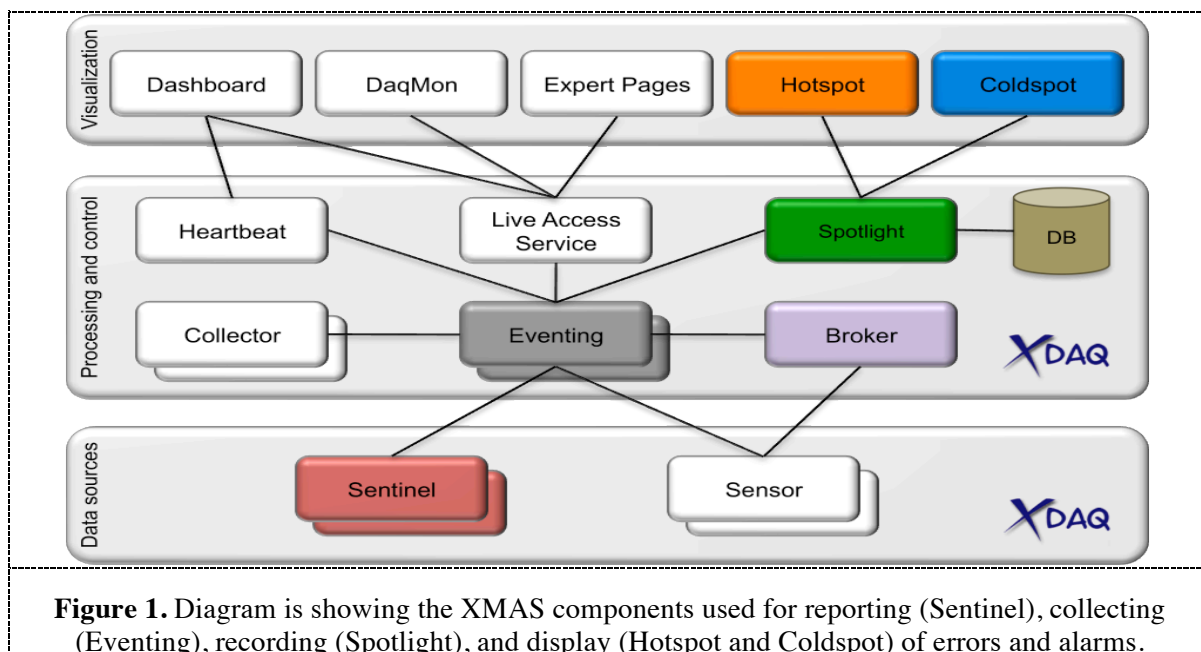 Visualization
Dashboard
DaqMon
Expert Pages
Hotspot
Coldspot
Processing and control
Heartbeat
Live Access
Service
Spotlight
DB
Collector
Eventing
Broker
XDAQ
Data sources
Sentinel
Sensor
XDAQ
Figure 1. Diagram is showing the XMAS components used for reporting (Sentinel), collecting
(Eventing), recording (Spotlight), and display (Hotspot and Coldspot) of errors and alarms.